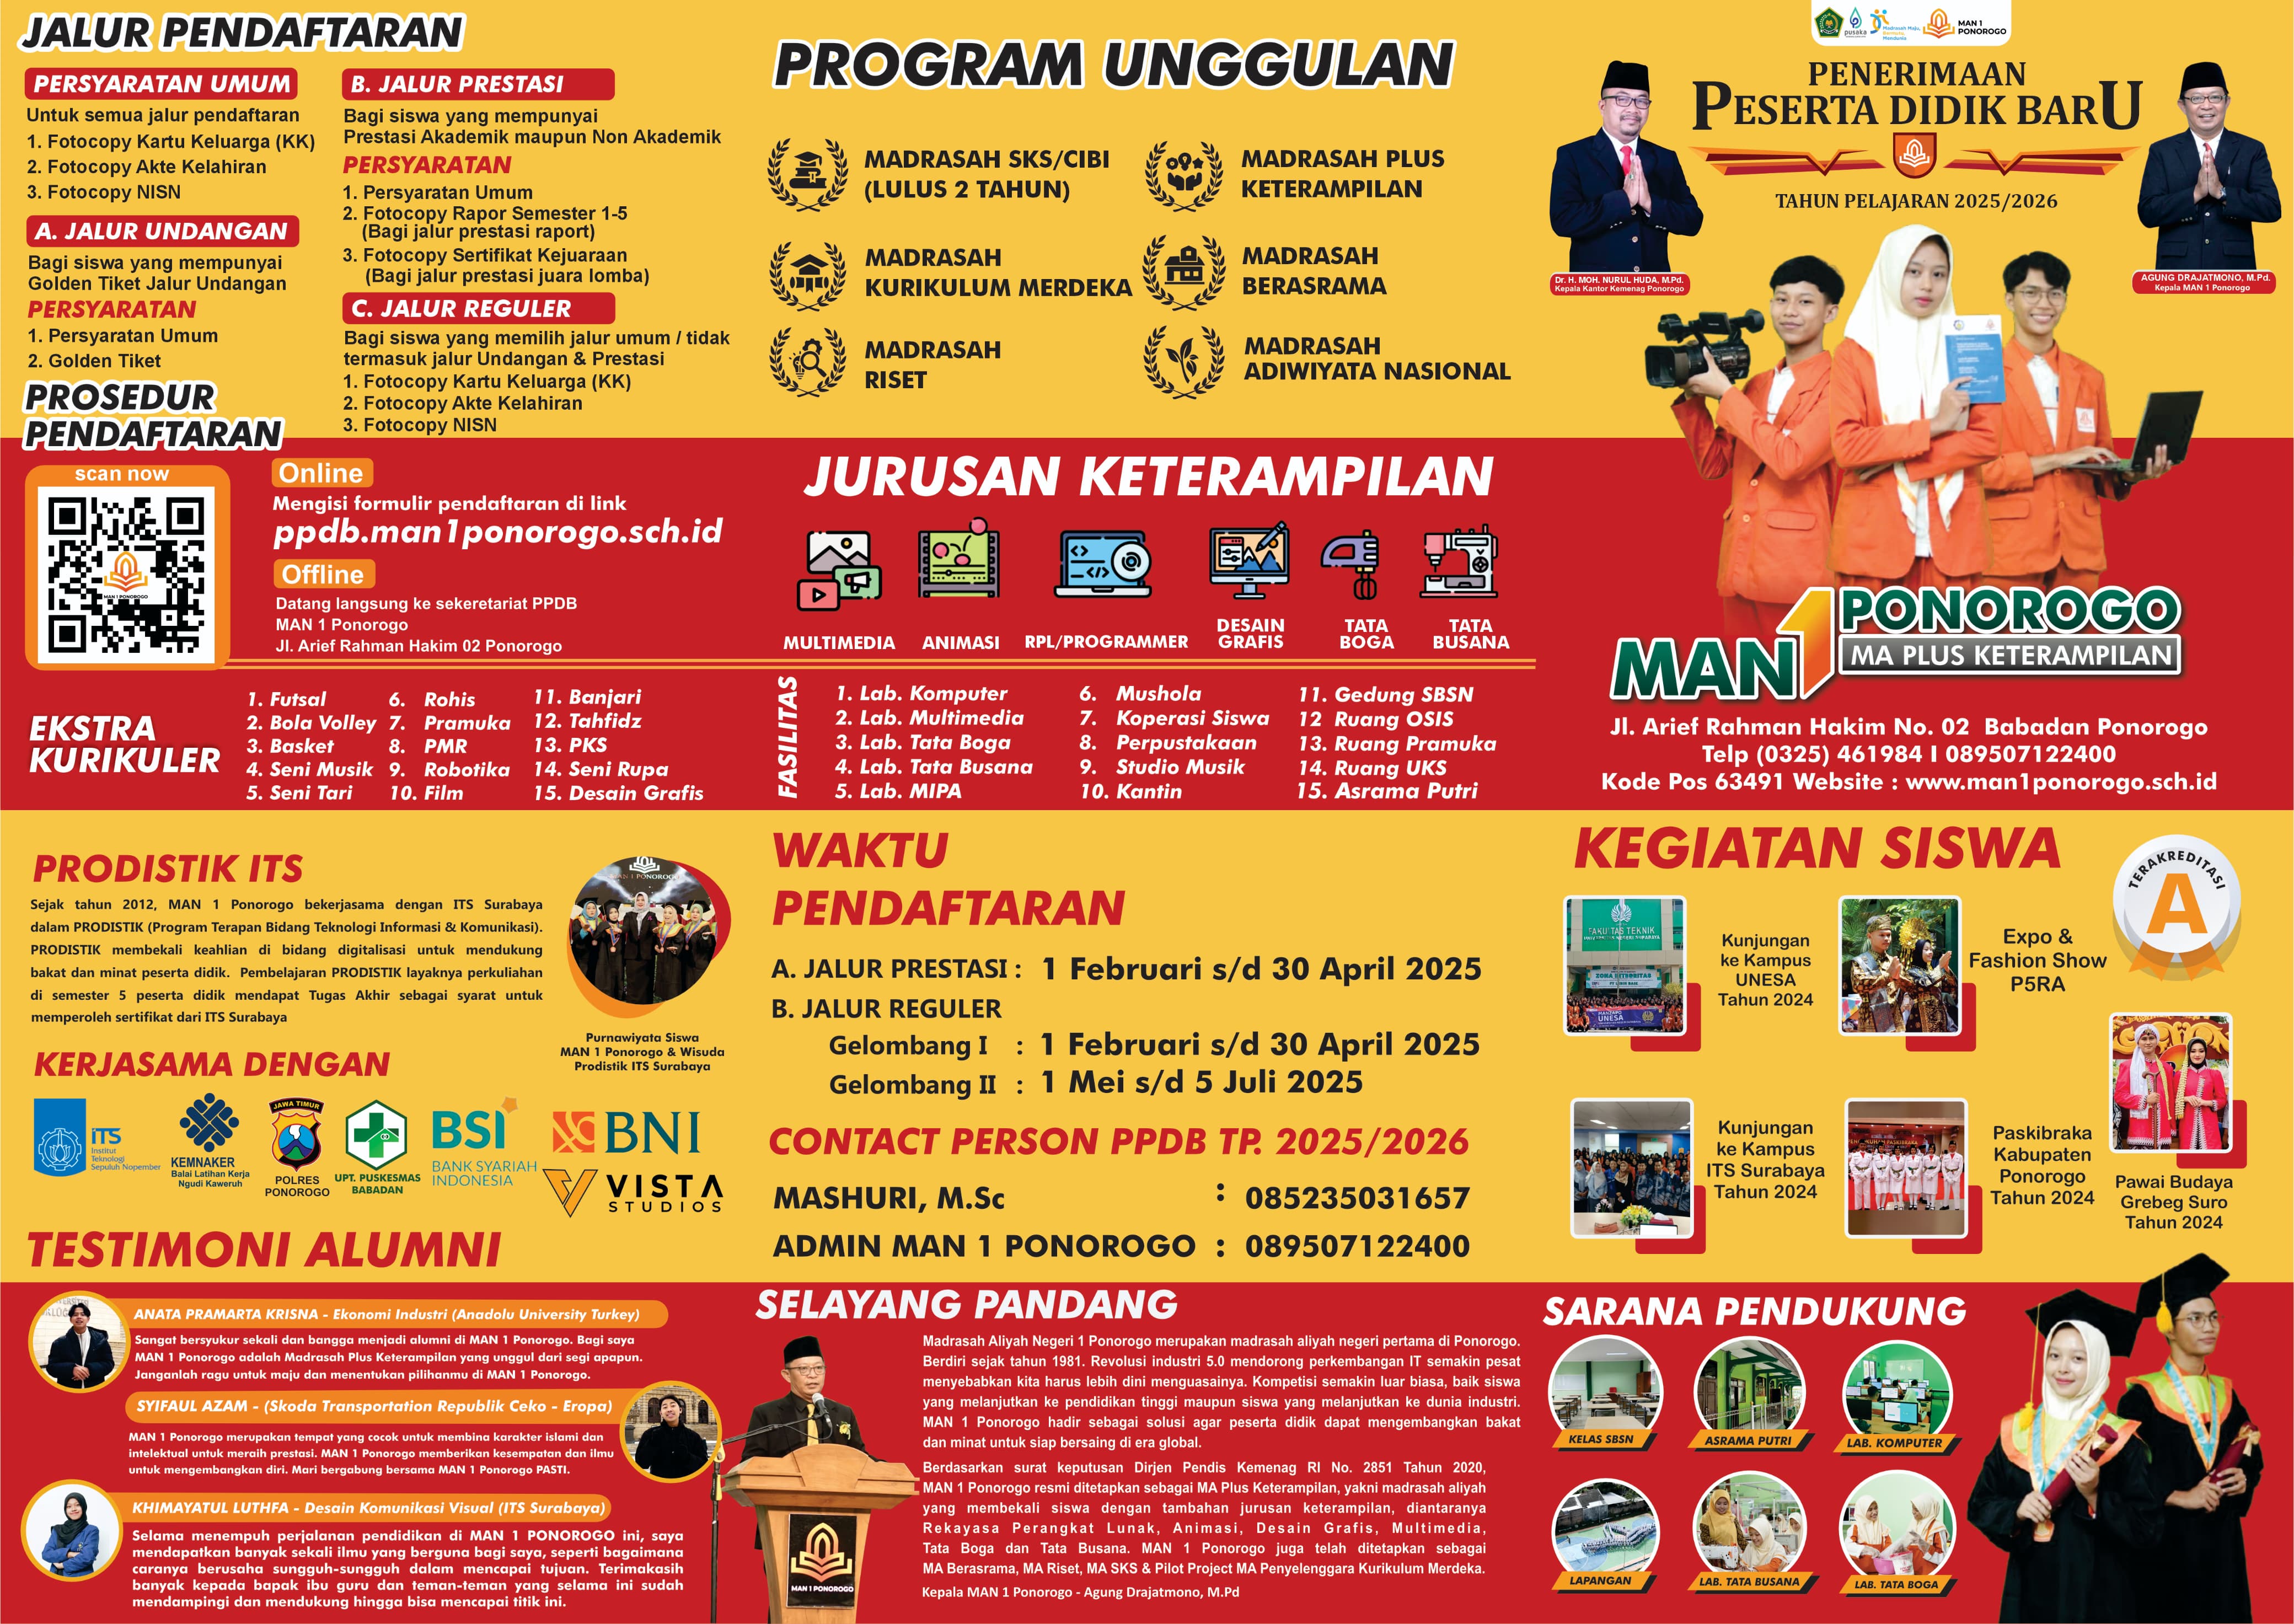 JALUR PENDAFTARAN
PERSYARATAN UMUM
Untuk semua jalur pendaftaran
1. Fotocopy Kartu Keluarga (KK)
2. Fotocopy Akte Kelahiran
3. Fotocopy NISN
A. JALUR UNDANGAN
Bagi siswa yang mempunyai
Golden Tiket Jalur Undangan
PERSYARATAN
1. Persyaratan Umum
2. Golden Tiket
B. JALUR PRESTASI
Bagi siswa yang mempunyai
Prestasi Akademik maupun Non Akademik
PERSYARATAN
1. Persyaratan Umum
2. Fotocopy Rapor Semester 1-5
(Bagi jalur prestasi raport)
3. Fotocopy Sertifikat Kejuaraan
(Bagi jalur prestasi juara lomba)
C. JALUR REGULER
Bagi siswa yang memilih jalur umum / tidak
termasuk jalur Undangan & Prestasi
1. Fotocopy Kartu Keluarga (KK)
2. Fotocopy Akte Kelahiran
3. Fotocopy NISN
PROSEDUR
PENDAFTARAN
scan now
MAN 1 PONOROGO
Online
Mengisi formulir pendaftaran di link
ppdb.man1ponorogo.sch.id
Offline
Datang langsung ke sekeretariat PPDB
MAN 1 Ponorogo
Jl. Arief Rahman Hakim 02 Ponorogo
EKSTRA
KURIKULER
1. Futsal
2. Bola Volley
3. Basket
4. Seni Musik
5. Seni Tari
6. Rohis
7. Pramuka
8. PMR
9. Robotika
10. Film
11. Banjari
12. Tahfidz
13. PKS
14. Seni Rupa
15. Desain Grafis
PROGRAM UNGGULAN
MADRASAH SKS/CIBI
(LULUS 2 TAHUN)
MADRASAH PLUS
KETERAMPILAN
MADRASAH
KURIKULUM MERDEKA
MADRASAH
BERASRAMA
MADRASAH
RISET
MADRASAH
ADIWIYATA NASIONAL
JURUSAN KETERAMPILAN
MULTIMEDIA
ANIMASI
RPL/PROGRAMMER
DESAIN
GRAFIS
TATA
BOGA
TATA
BUSANA
FASILITAS
1. Lab. Komputer
2. Lab. Multimedia
3. Lab. Tata Boga
4. Lab. Tata Busana
5. Lab. MIPA
6. Mushola
7. Koperasi Siswa
8. Perpustakaan
9. Studio Musik
10. Kantin
11. Gedung SBSN
12 Ruang OSIS
13. Ruang Pramuka
14. Ruang UKS
15. Asrama Putri
pusaka
Madrasah Maju,
Bermutu,
Mendunia
MAN 1
PONOROGO
PENERIMAAN
PESERTA DIDIK BARU
TAHUN PELAJARAN 2025/2026
Dr. H. MOH. NURUL HUDA, M.Pd.
Kepala Kantor Kemenag Ponorogo
AGUNG DRAJATMONO, M.Pd.
Kepala MAN 1 Ponorogo
MAN 1 PONOROGO
MA PLUS KETERAMPILAN
Jl. Arief Rahman Hakim No. 02 Babadan Ponorogo
Telp (0325) 461984 I 089507122400
Kode Pos 63491 Website : www.man1ponorogo.sch.id
PRODISTIK ITS
Sejak tahun 2012, MAN 1 Ponorogo bekerjasama dengan ITS Surabaya
dalam PRODISTIK (Program Terapan Bidang Teknologi Informasi & Komunikasi).
PRODISTIK membekali keahlian di bidang digitalisasi untuk mendukung
bakat dan minat peserta didik. Pembelajaran PRODISTIK layaknya perkuliahan
di semester 5 peserta didik mendapat Tugas Akhir sebagai syarat untuk
memperoleh sertifikat dari ITS Surabaya
Purnawiyata Siswa
MAN 1 Ponorogo & Wisuda
Prodistik ITS Surabaya
KERJASAMA DENGAN
ITS
Institut
Teknologi
Sepuluh Nopember
KEMNAKER
Balai Latihan Kerja
Ngudi Kaweruh
JAWA TIMUR
POLRES
PONOROGO
UPT. PUSKESMAS
BABADAN
BSI
BANK SYARIAH
INDONESIA
BNI
VISTA
STUDIOS
TESTIMONI ALUMNI
ANATA PRAMARTA KRISNA - Ekonomi Industri (Anadolu University Turkey)
Sangat bersyukur sekali dan bangga menjadi alumni di MAN 1 Ponorogo. Bagi saya
MAN 1 Ponorogo adalah Madrasah Plus Keterampilan yang unggul dari segi apapun.
Janganlah ragu untuk maju dan menentukan pilihanmu di MAN 1 Ponorogo.
SYIFAUL AZAM - (Skoda Transportation Republik Ceko - Eropa)
MAN 1 Ponorogo merupakan tempat yang cocok untuk membina karakter islami dan
intelektual untuk meraih prestasi. MAN 1 Ponorogo memberikan kesempatan dan ilmu
untuk mengembangkan diri. Mari bergabung bersama MAN 1 Ponorogo PASTI.
KHIMAYATUL LUTHFA - Desain Komunikasi Visual (ITS Surabaya)
Selama menempuh perjalanan pendidikan di MAN 1 PONOROGO ini, saya
mendapatkan banyak sekali ilmu yang berguna bagi saya, seperti bagaimana
caranya berusaha sungguh-sungguh dalam mencapai tujuan. Terimakasih
banyak kepada bapak ibu guru dan teman-teman yang selama ini sudah
mendampingi dan mendukung hingga bisa mencapai titik ini.
WAKTU
PENDAFTARAN
A. JALUR PRESTASI : 1 Februari s/d 30 April 2025
B. JALUR REGULER
Gelombang I : 1 Februari s/d 30 April 2025
Gelombang II : 1 Mei s/d 5 Juli 2025
CONTACT PERSON PPDB TP. 2025/2026
MASHURI, M.Sc : 085235031657
ADMIN MAN 1 PONOROGO : 089507122400
SELAYANG PANDANG
Madrasah Aliyah Negeri 1 Ponorogo merupakan madrasah aliyah negeri pertama di Ponorogo.
Berdiri sejak tahun 1981. Revolusi industri 5.0 mendorong perkembangan IT semakin pesat
menyebabkan kita harus lebih dini menguasainya. Kompetisi semakin luar biasa, baik siswa
yang melanjutkan ke pendidikan tinggi maupun siswa yang melanjutkan ke dunia industri.
MAN 1 Ponorogo hadir sebagai solusi agar peserta didik dapat mengembangkan bakat
dan minat untuk siap bersaing di era global.
Berdasarkan surat keputusan Dirjen Pendis Kemenag RI No. 2851 Tahun 2020,
MAN 1 Ponorogo resmi ditetapkan sebagai MA Plus Keterampilan, yakni madrasah aliyah
yang membekali siswa dengan tambahan jurusan keterampilan, diantaranya
Rekayasa Perangkat Lunak, Animasi, Desain Grafis, Multimedia,
Tata Boga dan Tata Busana. MAN 1 Ponorogo juga telah ditetapkan sebagai
MA Berasrama, MA Riset, MA SKS & Pilot Project MA Penyelenggara Kurikulum Merdeka.
Kepala MAN 1 Ponorogo - Agung Drajatmono, M.Pd
MAN 1 PONOROGO
KEGIATAN SISWA
TERAKREDITASI
A
FAKULTAS TEKNIK
UNESA
Kunjungan
ke Kampus
UNESA
Tahun 2024
Expo &
Fashion Show
P5RA
Kunjungan
ke Kampus
ITS Surabaya
Tahun 2024
Paskibraka
Kabupaten
Ponorogo
Tahun 2024
Pawai Budaya
Grebeg Suro
Tahun 2024
SARANA PENDUKUNG
KELAS SBSN
ASRAMA PUTRI
LAB. KOMPUTER
LAPANGAN
LAB. TATA BUSANA
LAB. TATA BOGA